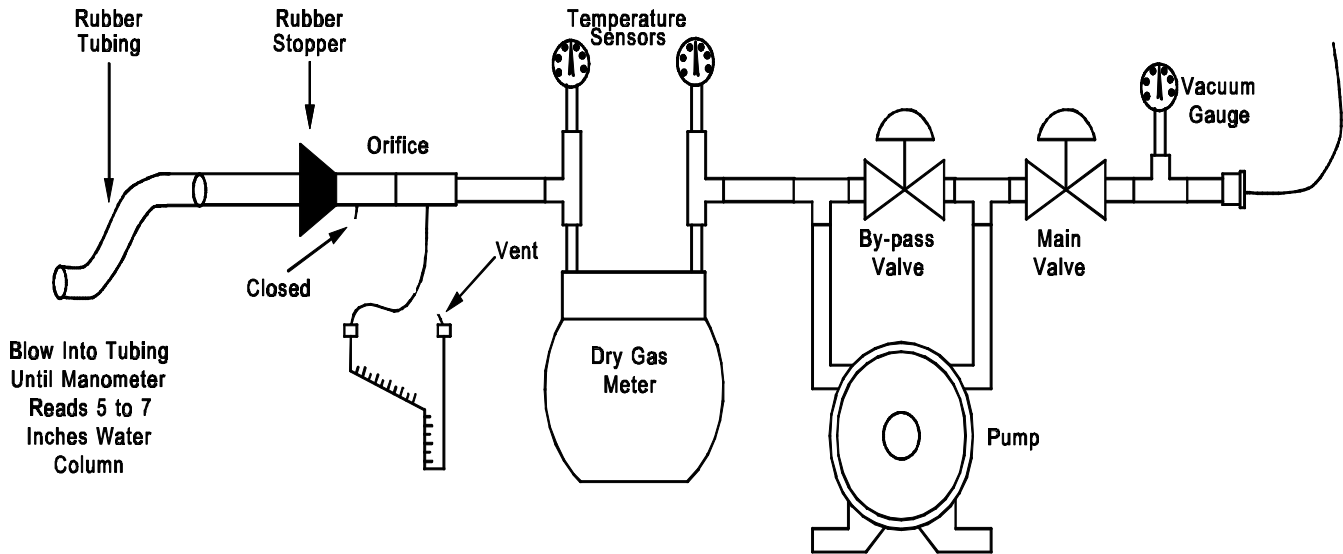 Rubber
Tubing
Rubber
Stopper
Temperature
Sensors
Vacuum
Gauge
Orifice
By-pass
Valve
Main
Valve
Closed
Vent
Blow Into Tubing
Until Manometer
Reads 5 to 7
Inches Water
Column
Dry Gas
Meter
Pump